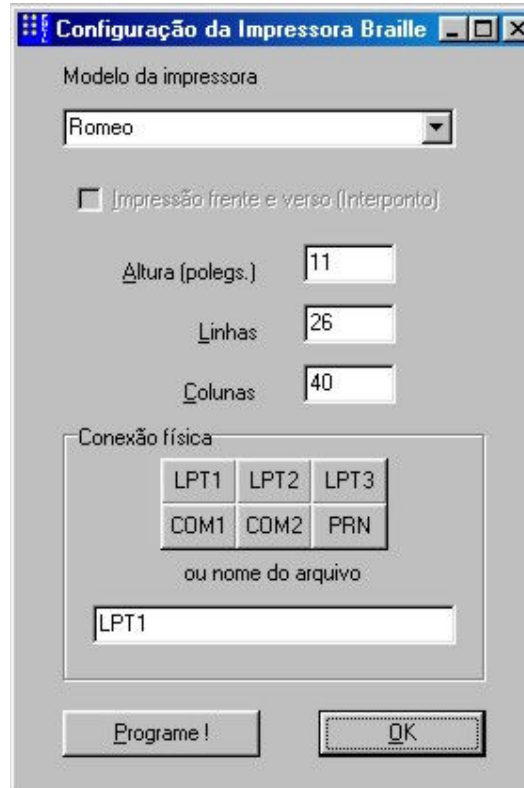 Configuração da Impressora Braille
Modelo da impressora
Romeo
Impressão frente e verso (Interponto)
Altura (polegs.) 11
Linhas 26
Colunas 40
Conexão física
LPT1 LPT2 LPT3
COM1 COM2 PRN
ou nome do arquivo
LPT1
Programe ! OK